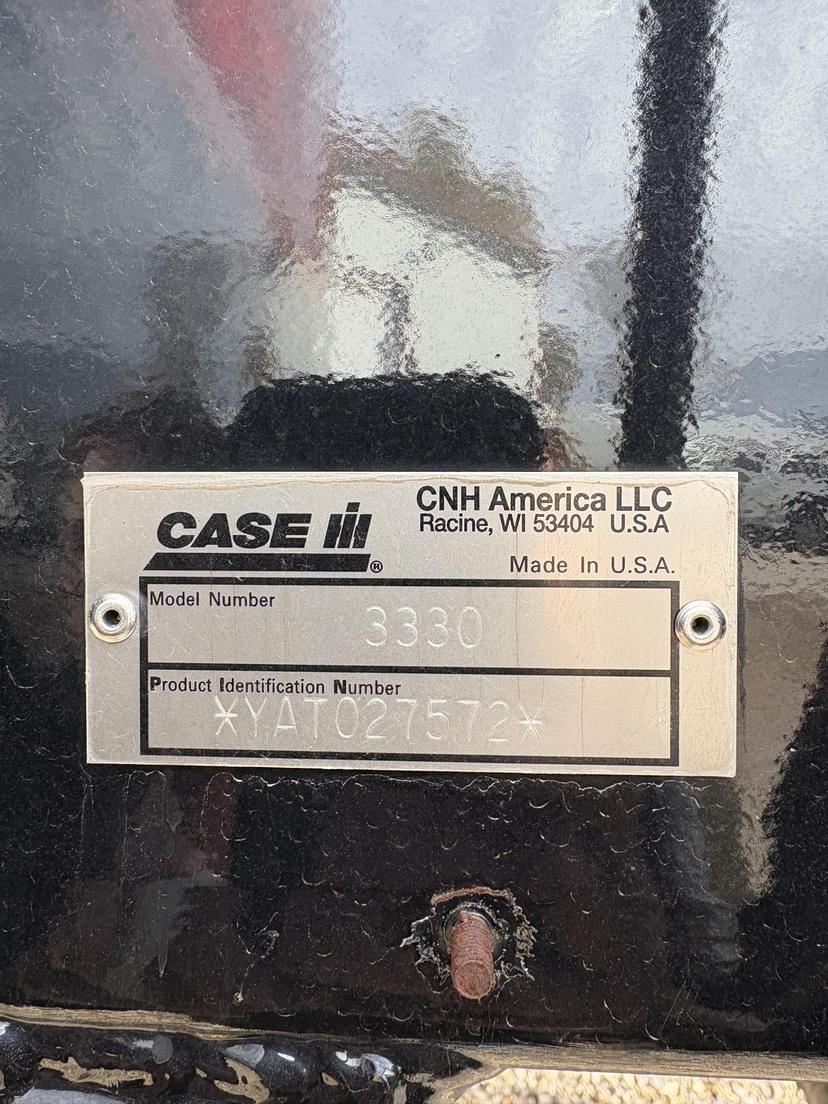 CASE IH®
CNH America LLC
Racine, WI 53404 U.S.A
Made In U.S.A.
Model Number
3330
Product Identification Number
*YAT027572*